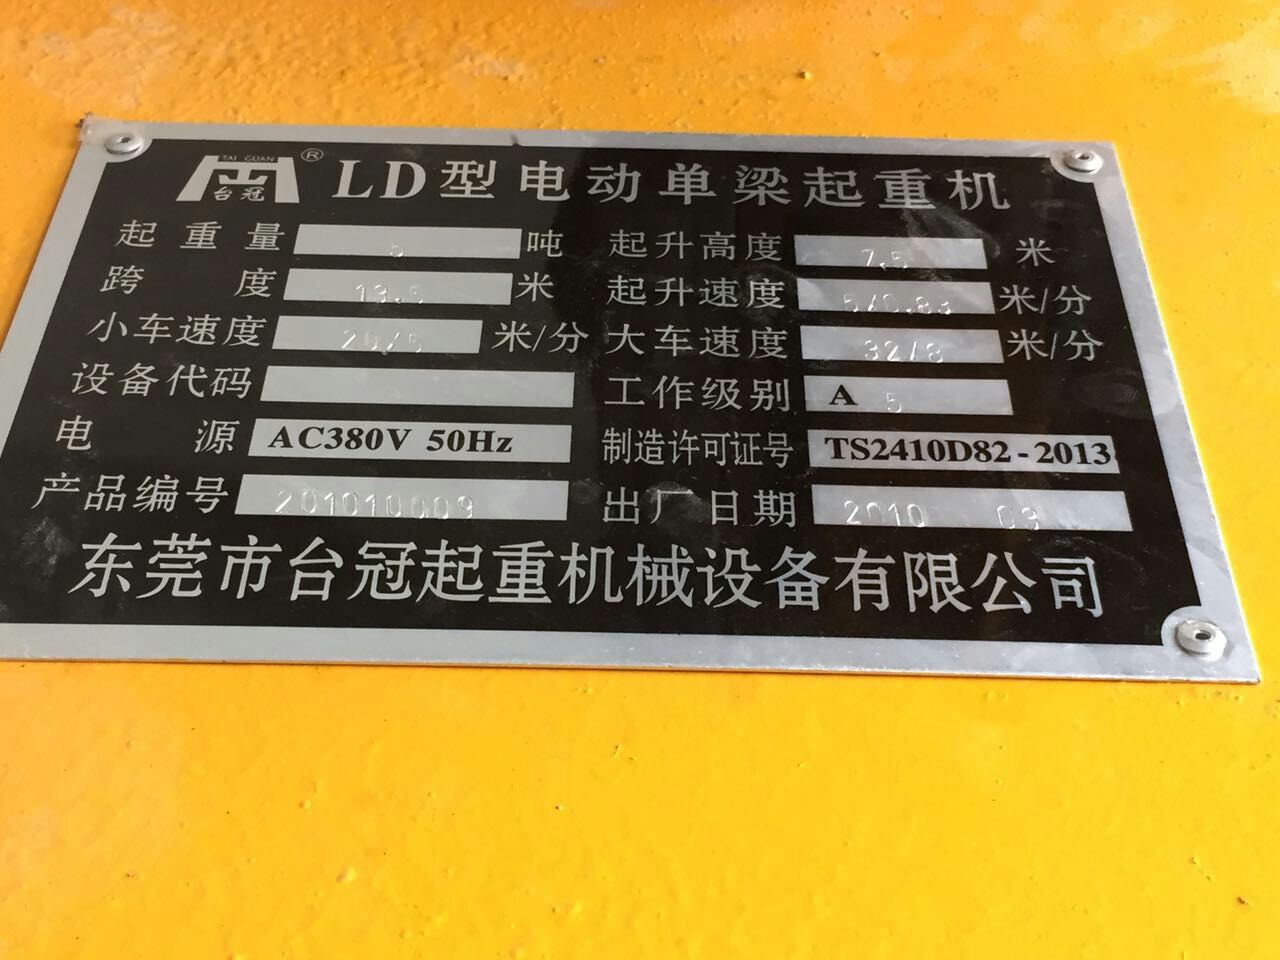 TAI GUAN
台冠 ® LD型电动单梁起重机
起重量 5 吨 起升高度 7.5 米
跨度 13.5 米 起升速度 5/0.83 米/分
小车速度 20/5 米/分 大车速度 32/8 米/分
设备代码 工作级别 A 5
电源 AC380V 50Hz 制造许可证号 TS2410D82-2013
产品编号 201010009 出厂日期 2010 03
东莞市台冠起重机械设备有限公司